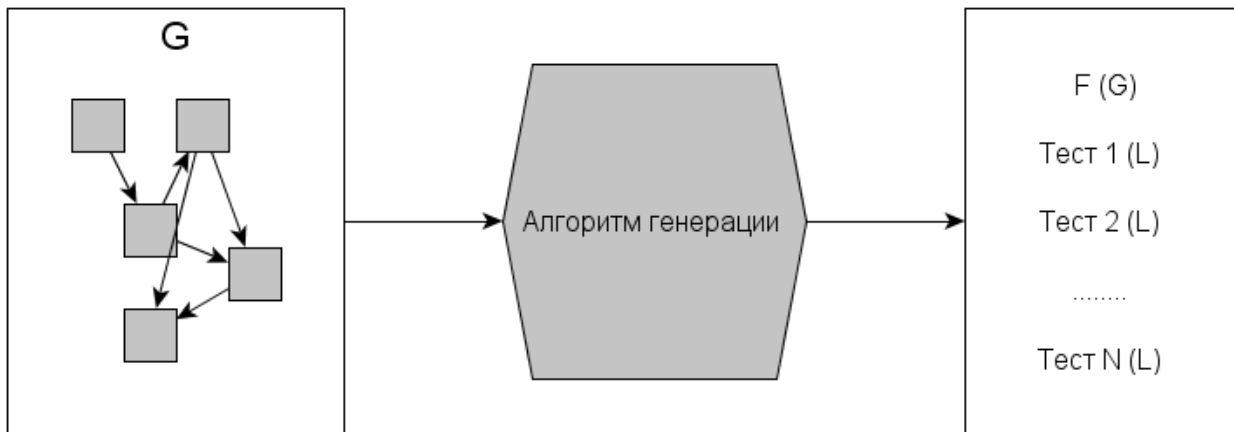 G
Алгоритм генерации
F (G)
Тест 1 (L)
Тест 2 (L)
........
Тест N (L)